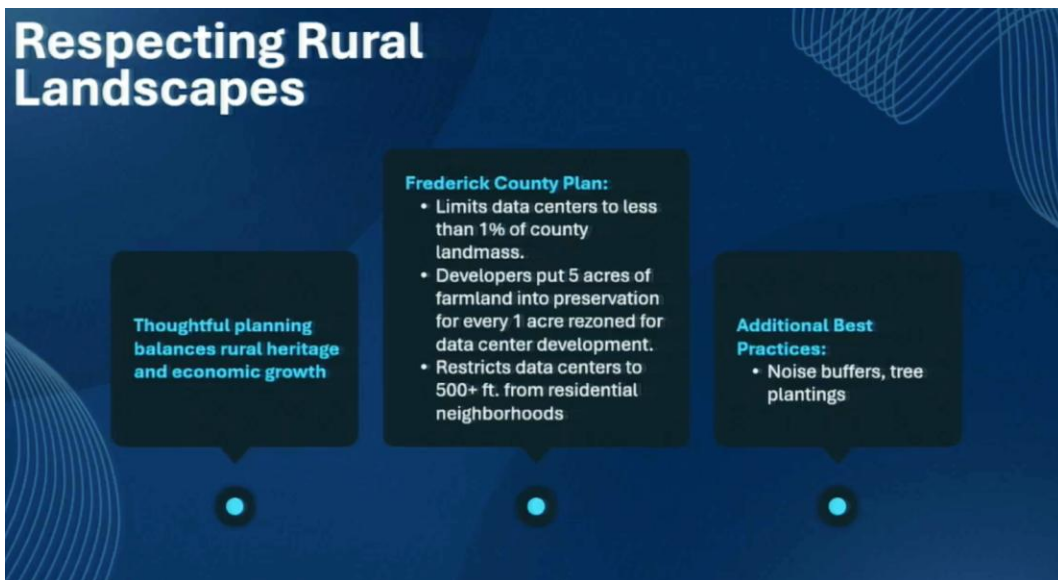 Respecting Rural
Landscapes
Thoughtful planning
balances rural heritage
and economic growth
Frederick County Plan:
• Limits data centers to less
than 1% of county
landmass.
• Developers put 5 acres of
farmland into preservation
for every 1 acre rezoned for
data center development.
• Restricts data centers to
500+ ft. from residential
neighborhoods
Additional Best
Practices:
• Noise buffers, tree
plantings